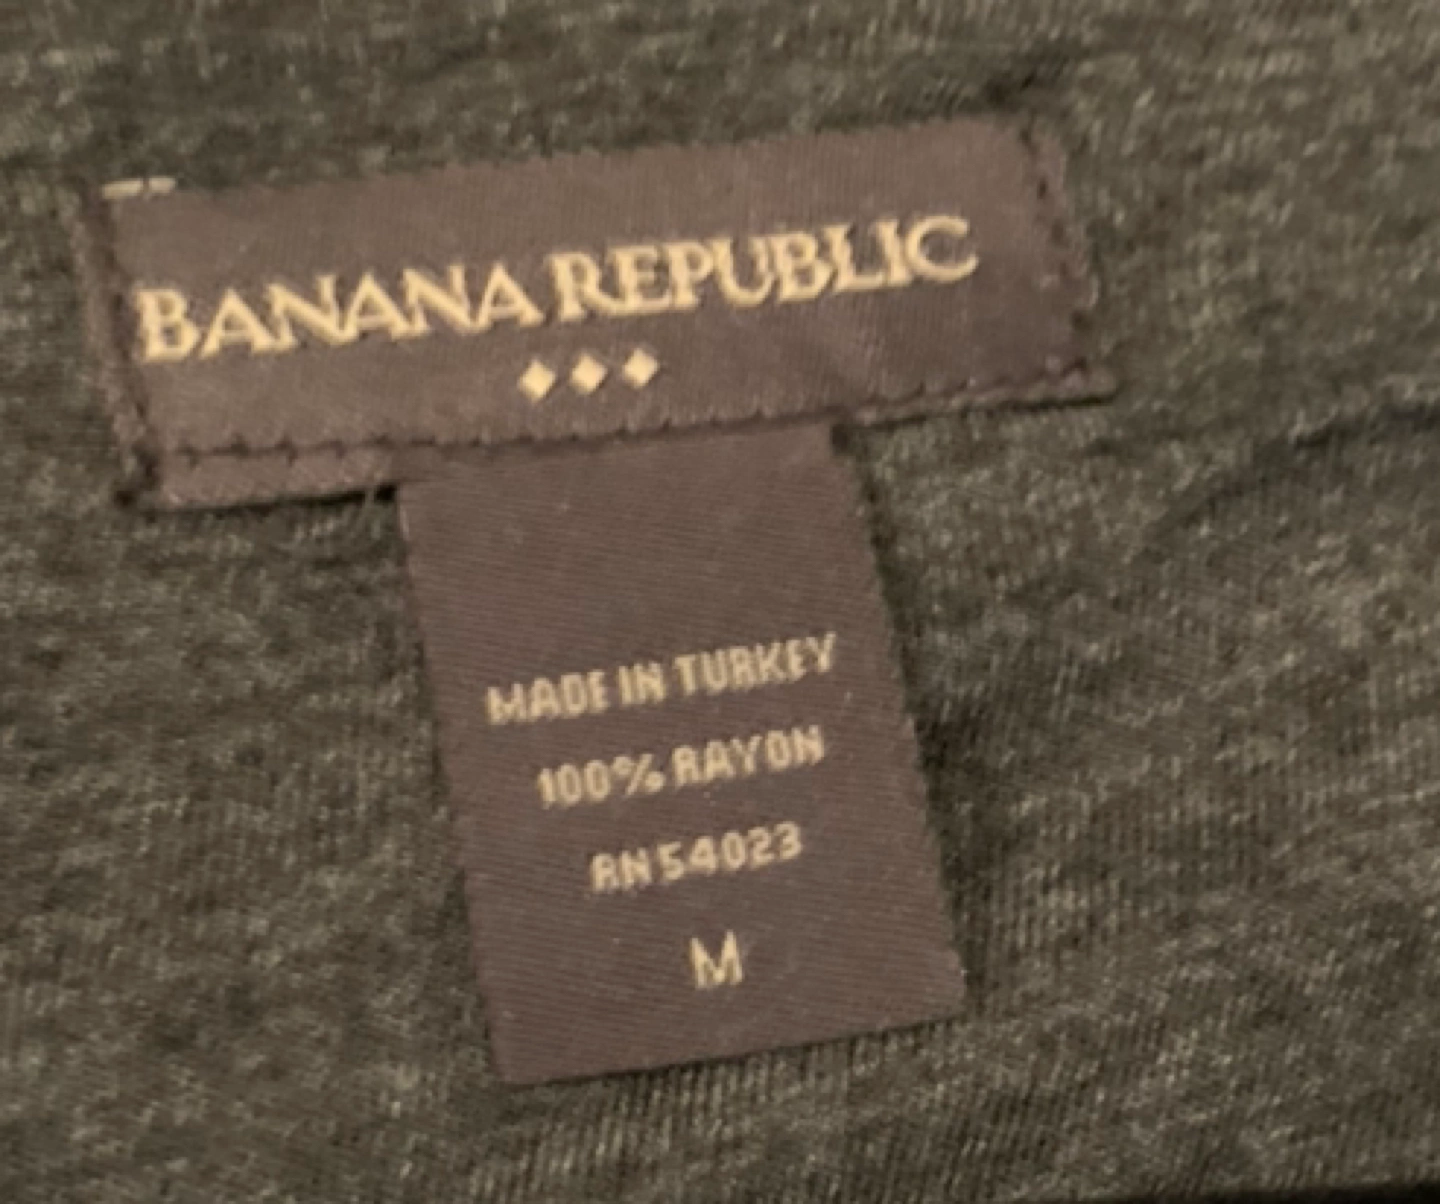 BANANA REPUBLIC
MADE IN TURKEY
100% RAYON
RN 54023
M